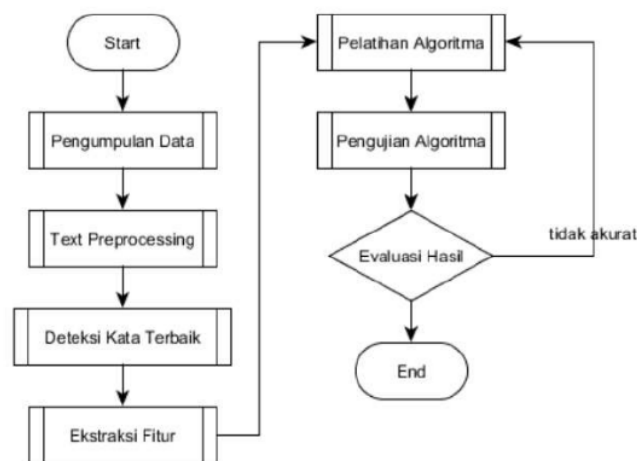 Start
Pengumpulan Data
Text Preprocessing
Deteksi Kata Terbaik
Ekstraksi Fitur
Pelatihan Algoritma
Pengujian Algoritma
Evaluasi Hasil
tidak akurat
End